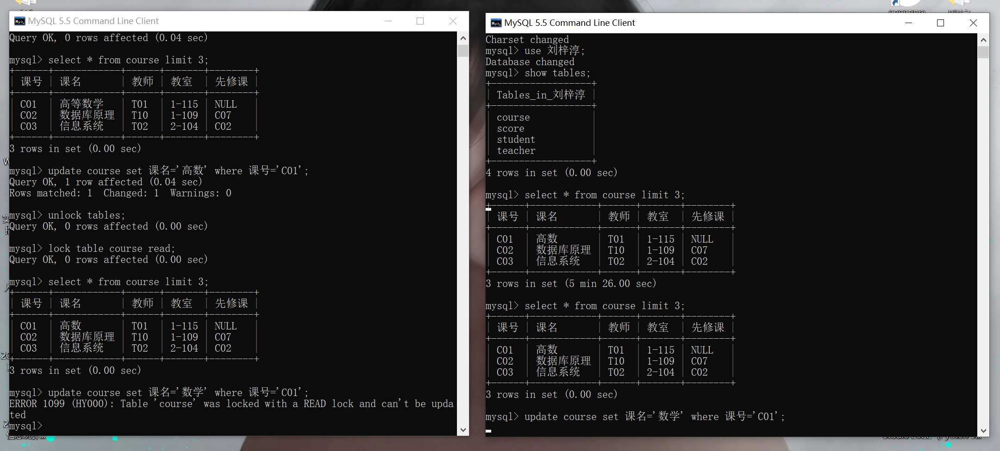 MySQL 5.5 Command Line Client
Query OK, 0 rows affected (0.04 sec)
mysql> select * from course limit 3;
+------+------------+------+-------+--------+
| 课号 | 课名       | 教师 | 教室  | 先修课 |
+------+------------+------+-------+--------+
| C01  | 高等数学   | T01  | 1-115 | NULL   |
| C02  | 数据库原理 | T10  | 1-109 | C07    |
| C03  | 信息系统   | T02  | 2-104 | C02    |
+------+------------+------+-------+--------+
3 rows in set (0.00 sec)
mysql> update course set 课名='高数' where 课号='C01';
Query OK, 1 row affected (0.04 sec)
Rows matched: 1  Changed: 1  Warnings: 0
mysql> unlock tables;
Query OK, 0 rows affected (0.00 sec)
mysql> lock table course read;
Query OK, 0 rows affected (0.00 sec)
mysql> select * from course limit 3;
+------+------------+------+-------+--------+
| 课号 | 课名       | 教师 | 教室  | 先修课 |
+------+------------+------+-------+--------+
| C01  | 高数       | T01  | 1-115 | NULL   |
| C02  | 数据库原理 | T10  | 1-109 | C07    |
| C03  | 信息系统   | T02  | 2-104 | C02    |
+------+------------+------+-------+--------+
3 rows in set (0.00 sec)
mysql> update course set 课名='数学' where 课号='C01';
ERROR 1099 (HY000): Table 'course' was locked with a READ lock and can't be upda
ted
mysql>
MySQL 5.5 Command Line Client
Charset changed
mysql> use 刘梓淳;
Database changed
mysql> show tables;
+------------------+
| Tables_in_刘梓淳 |
+------------------+
| course           |
| score            |
| student          |
| teacher          |
+------------------+
4 rows in set (0.00 sec)
mysql> select * from course limit 3;
+------+------------+------+-------+--------+
| 课号 | 课名       | 教师 | 教室  | 先修课 |
+------+------------+------+-------+--------+
| C01  | 高数       | T01  | 1-115 | NULL   |
| C02  | 数据库原理 | T10  | 1-109 | C07    |
| C03  | 信息系统   | T02  | 2-104 | C02    |
+------+------------+------+-------+--------+
3 rows in set (5 min 26.00 sec)
mysql> select * from course limit 3;
+------+------------+------+-------+--------+
| 课号 | 课名       | 教师 | 教室  | 先修课 |
+------+------------+------+-------+--------+
| C01  | 高数       | T01  | 1-115 | NULL   |
| C02  | 数据库原理 | T10  | 1-109 | C07    |
| C03  | 信息系统   | T02  | 2-104 | C02    |
+------+------------+------+-------+--------+
3 rows in set (0.00 sec)
mysql> update course set 课名='数学' where 课号='C01';